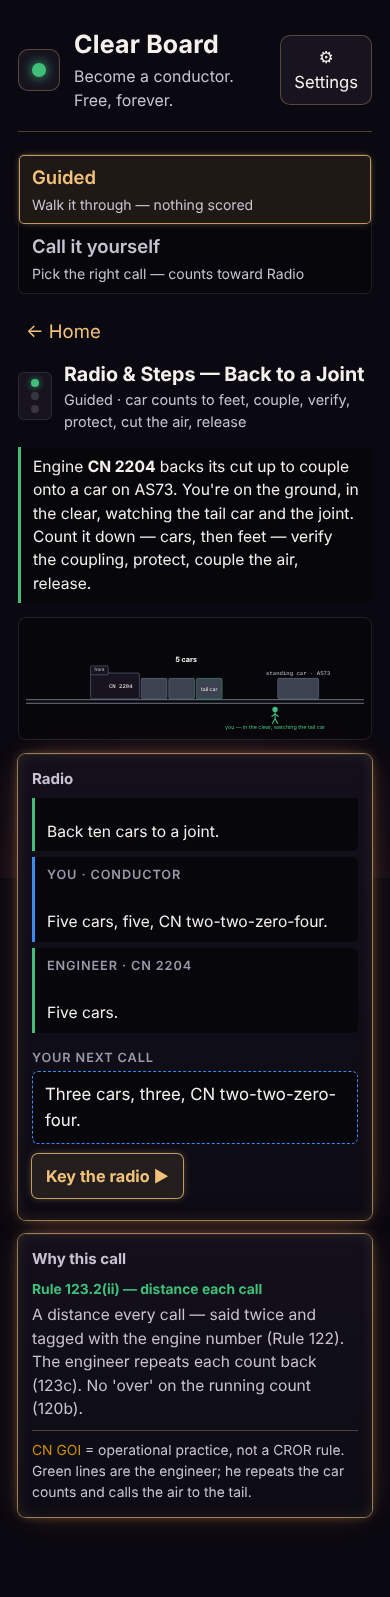 Clear Board
Become a conductor.
Free, forever.
⚙
Settings
Guided
Walk it through — nothing scored
Call it yourself
Pick the right call — counts toward Radio
← Home
Radio & Steps — Back to a Joint
Guided · car counts to feet, couple, verify,
protect, cut the air, release
Engine CN 2204 backs its cut up to couple
onto a car on AS73. You're on the ground, in
the clear, watching the tail car and the joint.
Count it down — cars, then feet — verify
the coupling, protect, couple the air,
release.
5 cars
front
CN 2204
tail car
standing car · AS73
you — in the clear, watching the tail car
Radio
Back ten cars to a joint.
YOU · CONDUCTOR
Five cars, five, CN two-two-zero-four.
ENGINEER · CN 2204
Five cars.
YOUR NEXT CALL
Three cars, three, CN two-two-zero-
four.
Key the radio ▶
Why this call
Rule 123.2(ii) — distance each call
A distance every call — said twice and
tagged with the engine number (Rule 122).
The engineer repeats each count back
(123c). No 'over' on the running count
(120b).
CN GOI = operational practice, not a CROR rule.
Green lines are the engineer; he repeats the car
counts and calls the air to the tail.